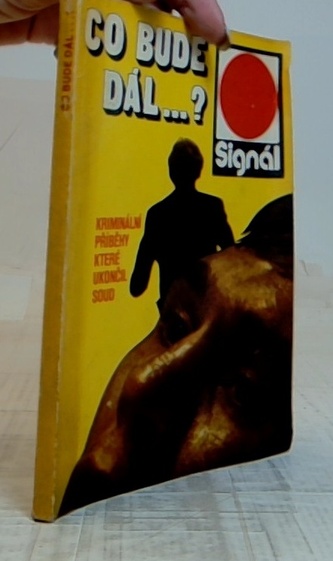 CO BUDE
DÁL...?
Signál
KRIMINÁLNÍ
PŘÍBĚHY
KTERÉ
UKONČIL
SOUD
CO BUDE DÁL...?